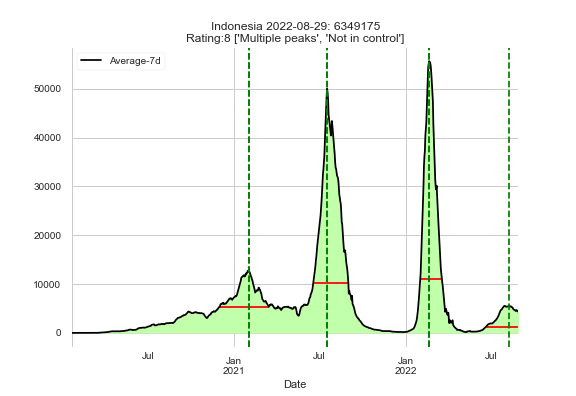 Indonesia 2022-08-29: 6349175
Rating:8 ['Multiple peaks', 'Not in control']
Average-7d
50000
40000
30000
20000
10000
0
Jul
Jan
2021
Jul
Jan
2022
Jul
Date